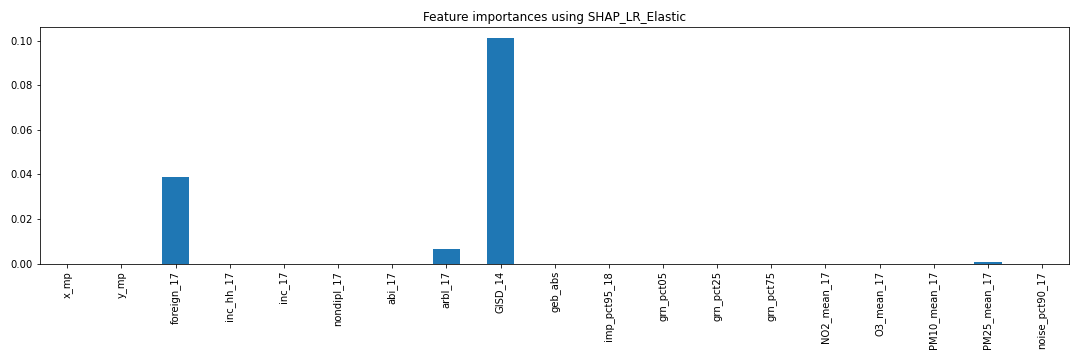 Feature importances using SHAP_LR_Elastic
0.10
0.08
0.06
0.04
0.02
0.00
x_mp
y_mp
foreign_17
inc_hh_17
inc_17
nondipl_17
abi_17
arbl_17
GISD_14
geb_abs
imp_pct95_18
grn_pct05
grn_pct25
grn_pct75
NO2_mean_17
O3_mean_17
PM10_mean_17
PM25_mean_17
noise_pct90_17